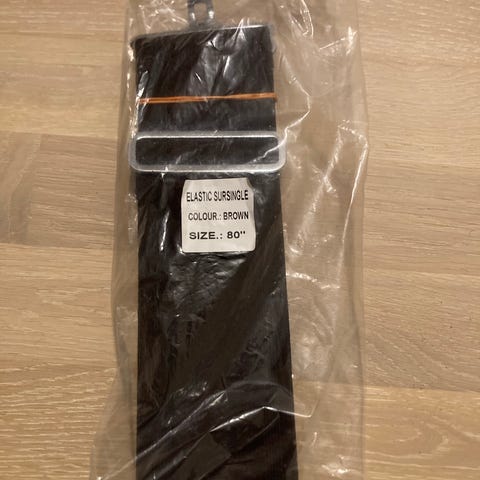 ELASTIC SURSINGLE
COLOUR.: BROWN
SIZE.: 80"